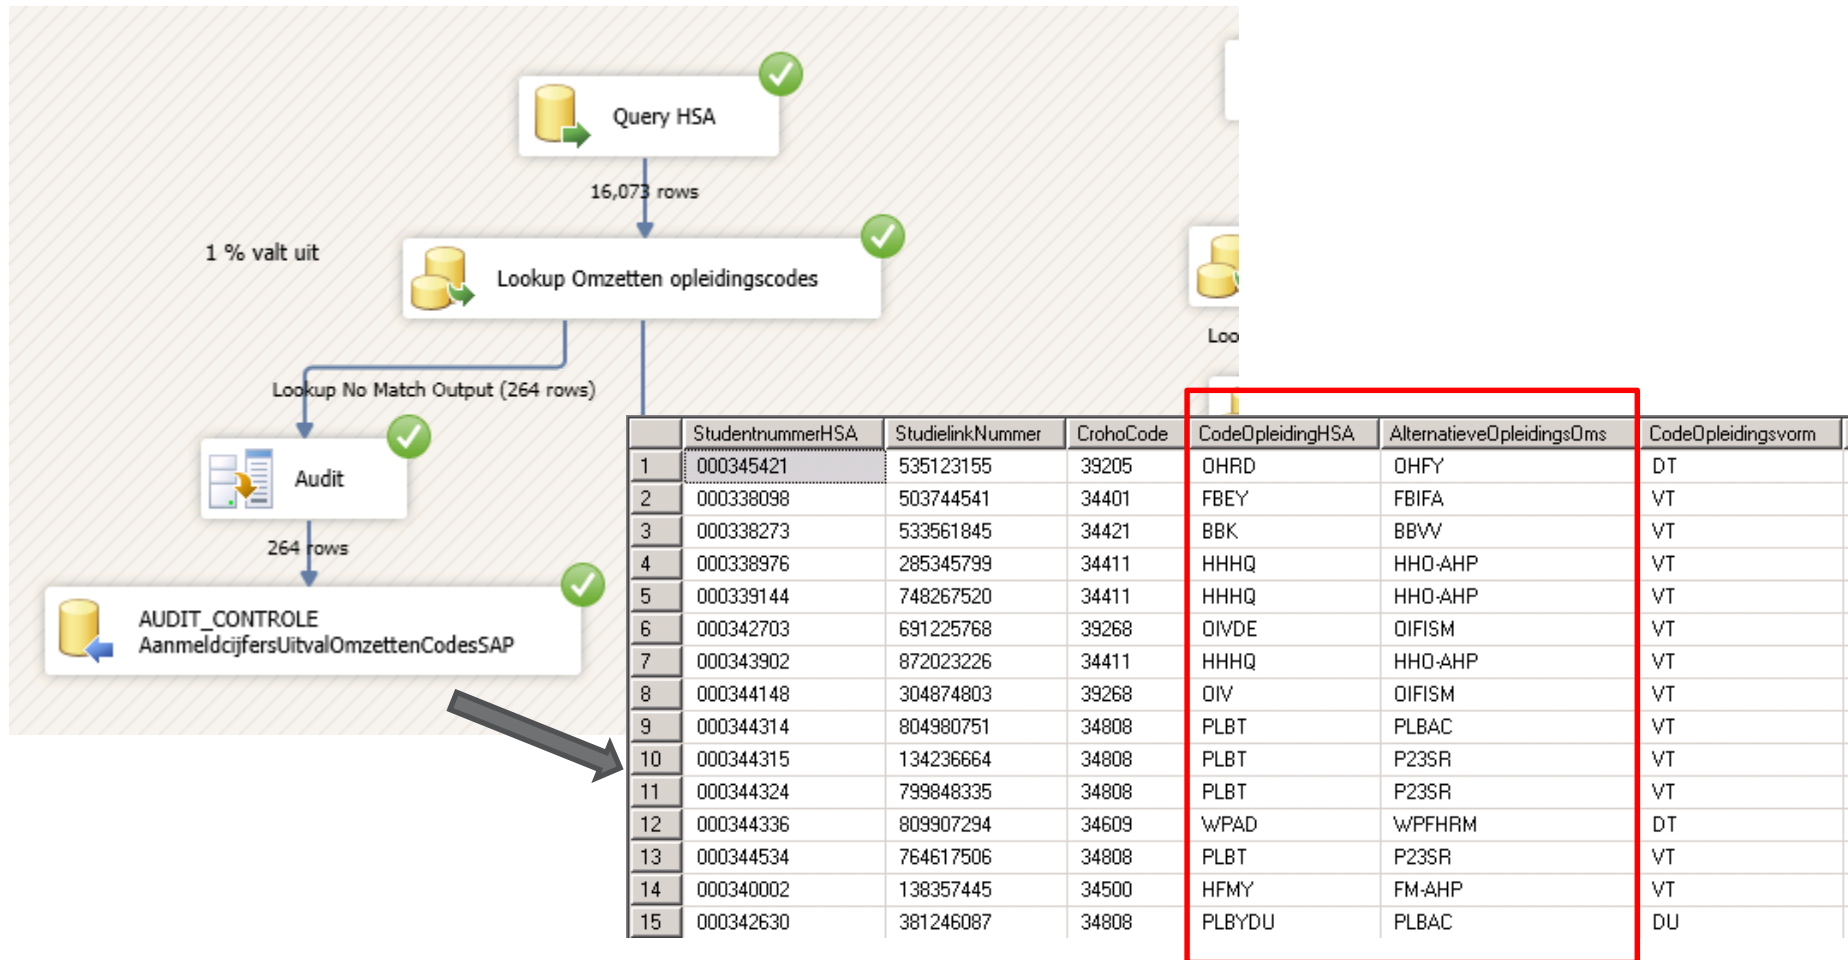 Query HSA
16,073 rows
1 % valt uit
Lookup Omzetten opleidingscodes
Loo
Lookup No Match Output (264 rows)
Audit
264 rows
AUDIT_CONTROLE
AanmeldcijfersUitvalOmzettenCodesSAP
StudentnummerHSA StudielinkNummer CrohoCode CodeOpleidingHSA AlternatieveOpleidingsOms CodeOpleidingsvorm
1 000345421 535123155 39205 OHRD OHFY DT
2 000338098 503744541 34401 FBEY FBIFA VT
3 000338273 533561845 34421 BBK BBVV VT
4 000338976 285345799 34411 HHHQ HHO-AHP VT
5 000339144 748267520 34411 HHHQ HHO-AHP VT
6 000342703 691225768 39268 OIVDE OIFISM VT
7 000343902 872023226 34411 HHHQ HHO-AHP VT
8 000344148 304874803 39268 OIV OIFISM VT
9 000344314 804980751 34808 PLBT PLBAC VT
10 000344315 134236664 34808 PLBT P23SR VT
11 000344324 799848335 34808 PLBT P23SR VT
12 000344336 809907294 34609 WPAD WPFHRM DT
13 000344534 764617506 34808 PLBT P23SR VT
14 000340002 138357445 34500 HFMY FM-AHP VT
15 000342630 381246087 34808 PLBYDU PLBAC DU